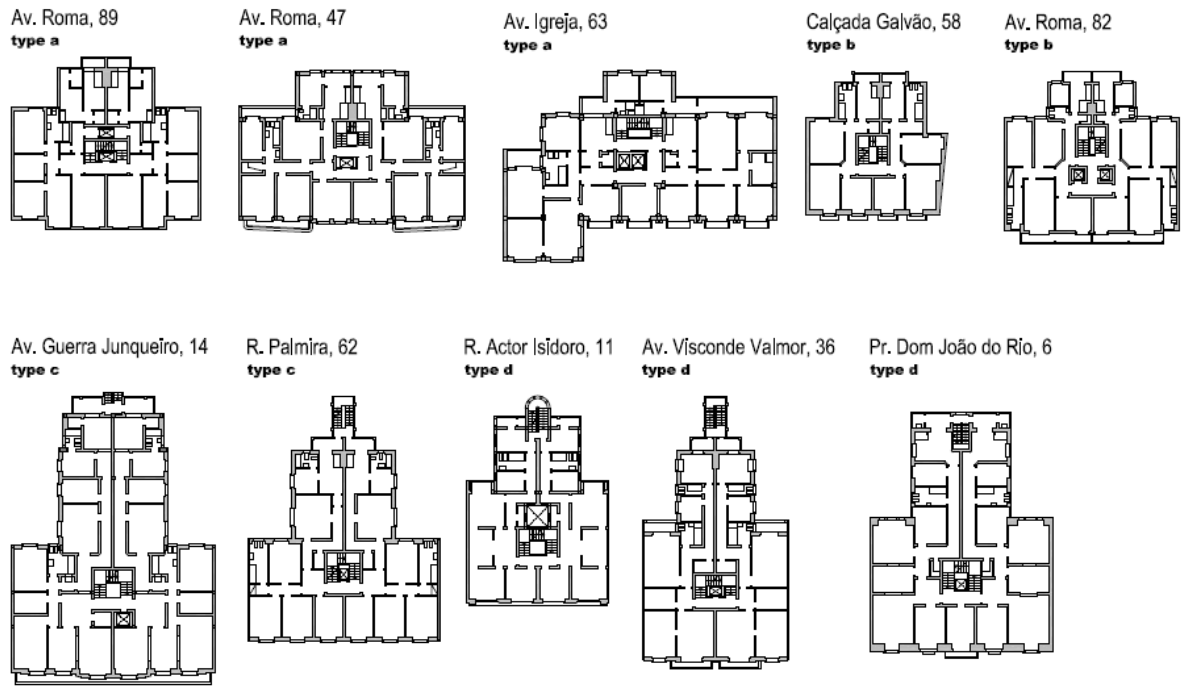 Av. Roma, 89
type a
Av. Roma, 47
type a
Av. Igreja, 63
type a
Calçada Galvão, 58
type b
Av. Roma, 82
type b
Av. Guerra Junqueiro, 14
type c
R. Palmira, 62
type c
R. Actor Isidoro, 11
type d
Av. Visconde Valmor, 36
type d
Pr. Dom João do Rio, 6
type d